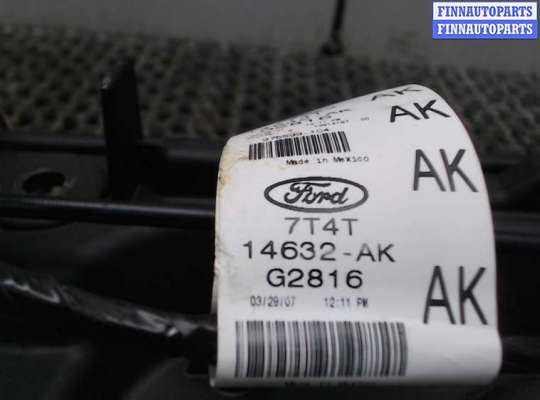 FINNAUTOPARTS
FINNAUTOPARTS
AK
AK
Made in Mexico
AK
Ford
7T4T
14632-AK
G2816
AK
03/29/07 12:11 PM